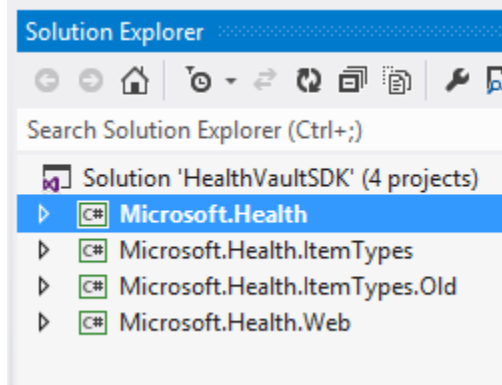 Solution Explorer
Search Solution Explorer (Ctrl+;)
Solution 'HealthVaultSDK' (4 projects)
C# Microsoft.Health
C# Microsoft.Health.ItemTypes
C# Microsoft.Health.ItemTypes.Old
C# Microsoft.Health.Web